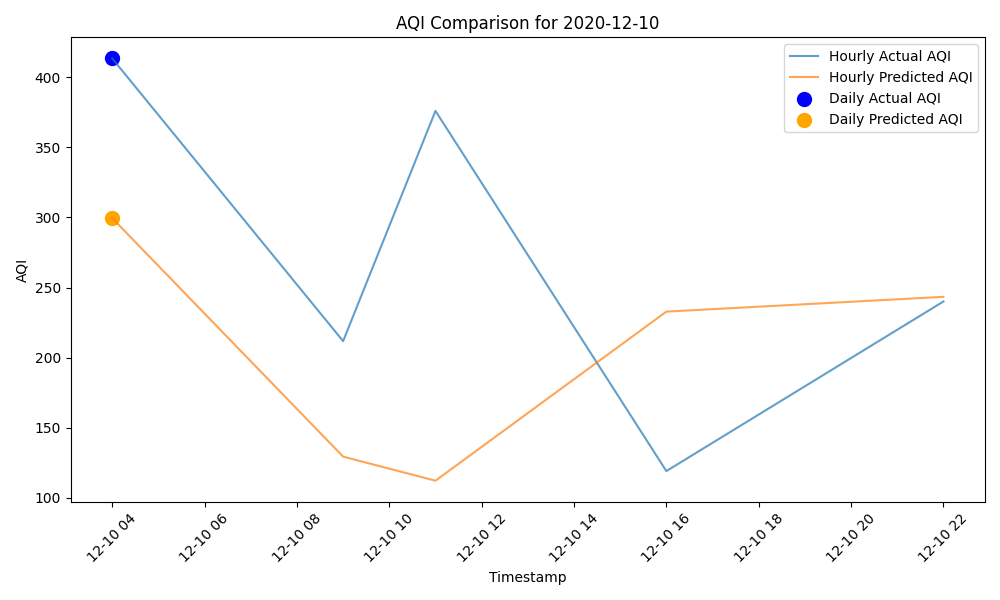 AQI Comparison for 2020-12-10
Hourly Actual AQI
Hourly Predicted AQI
Daily Actual AQI
Daily Predicted AQI
AQI
400
350
300
250
200
150
100
12-10 04
12-10 06
12-10 08
12-10 10
12-10 12
12-10 14
12-10 16
12-10 18
12-10 20
12-10 22
Timestamp